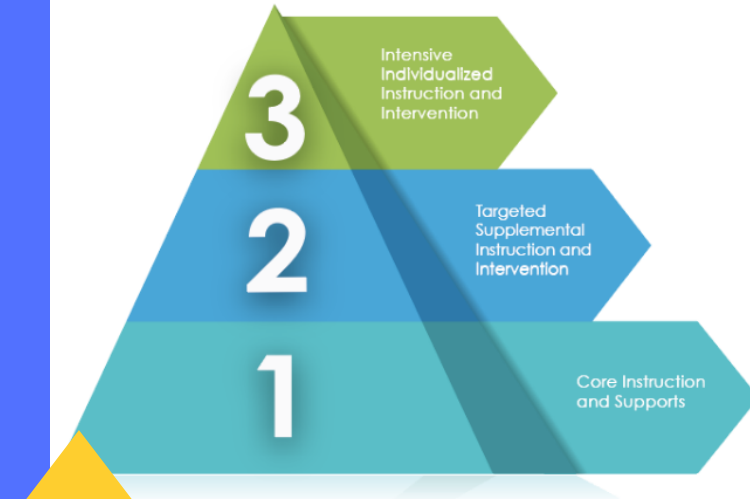 3
Intensive
Individualized
Instruction and
Intervention
2
Targeted
Supplemental
Instruction and
Intervention
1
Core Instruction
and Supports